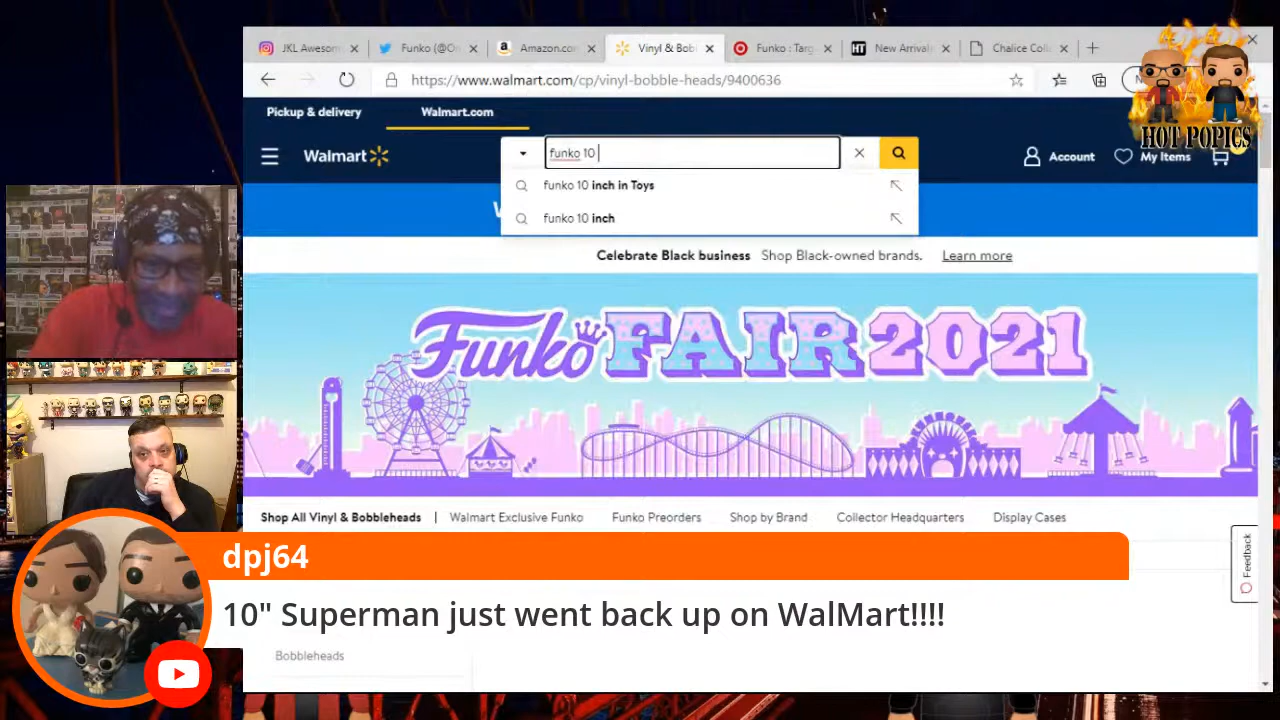 JKL Awesom
Funko (@O
Amazon.co
Vinyl & Bobl
Funko : Targ
HT New Arrival
Chalice Coll
https://www.walmart.com/cp/vinyl-bobble-heads/9400636
HOT POPICS
Pickup & delivery
Walmart.com
Walmart
funko 10
Account
My Items
funko 10 inch in Toys
funko 10 inch
Celebrate Black business Shop Black-owned brands. Learn more
Funko FAIR 2021
Shop All Vinyl & Bobbleheads | Walmart Exclusive Funko Funko Preorders Shop by Brand Collector Headquarters Display Cases
Feedback
dpj64
10" Superman just went back up on WalMart!!!!
Bobbleheads